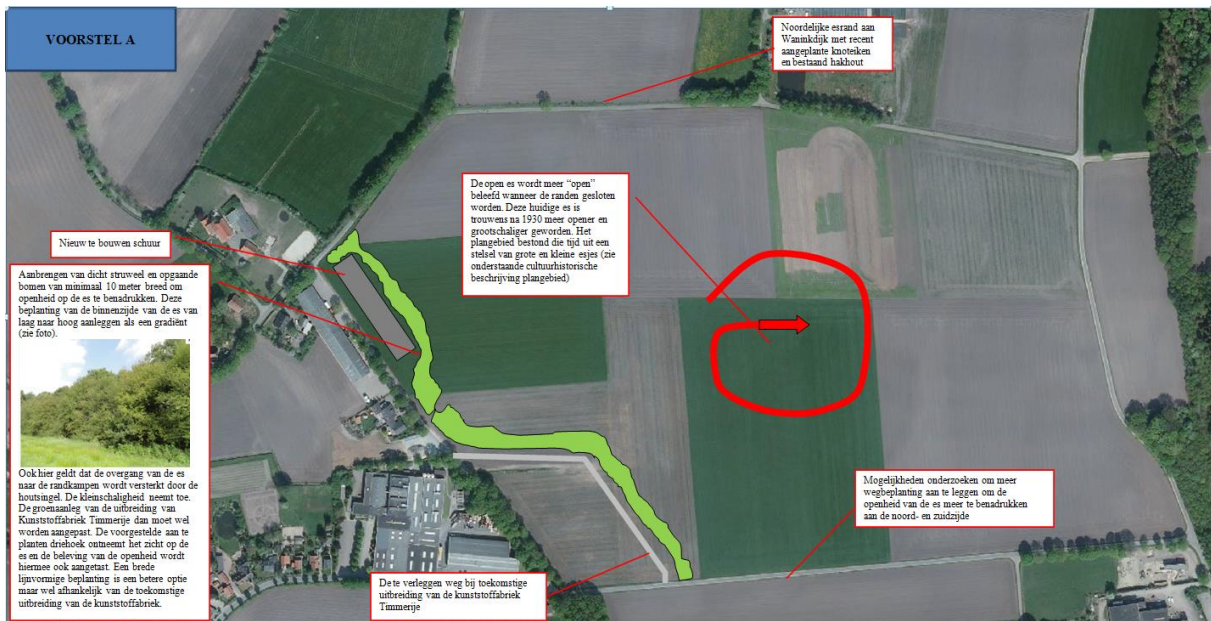 VOORSTEL A
Noordelijke esrand aan
Waninkdijk met recent
aangeplante knoteiken
en bestaand hakhout
De open es wordt meer “open”
beleefd wanneer de randen gesloten
worden. Deze huidige es is
trouwens na 1930 meer opener en
grootschaliger geworden. Het
plangebied bestond die tijd uit een
stelsel van grote en kleine esjes (zie
onderstaande cultuurhistorische
beschrijving plangebied)
Nieuw te bouwen schuur
Aanbrengen van dicht struweel en opgaande
bomen van minimaal 10 meter breed om
openheid op de es te benadrukken. Deze
beplanting van de binnenzijde van de es van
laag naar hoog aanleggen als een gradiënt
(zie foto).
Ook hier geldt dat de overgang van de es
naar de randkampen wordt versterkt door de
houtsingel. De kleinschaligheid neemt toe.
De groenaanleg van de uitbreiding van
Kunststoffabriek Timmerije dan moet wel
worden aangepast. De voorgestelde aan te
planten driehoek ontneemt het zicht op de
es en de beleving van de openheid wordt
hiermee ook aangetast. Een brede
lijnvormige beplanting is een betere optie
maar wel afhankelijk van de toekomstige
uitbreiding van de kunststoffabriek.
Mogelijkheden onderzoeken om meer
wegbeplanting aan te leggen om de
openheid van de es meer te benadrukken
aan de noord- en zuidzijde
De te verleggen weg bij toekomstige
uitbreiding van de kunststoffabriek
Timmerije